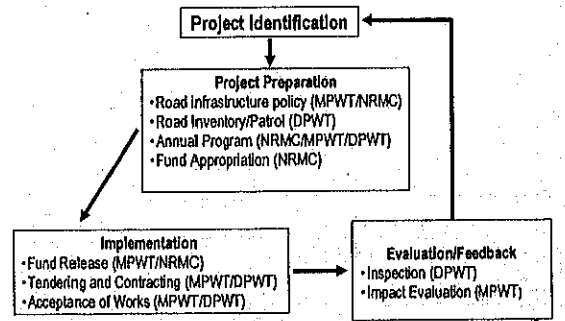 Project Identification
Project Preparation
•Road infrastructure policy (MPWT/NRMC)
•Road Inventory/Patrol (DPWT)
•Annual Program (NRMC/MPWT/DPWT)
•Fund Appropriation (NRMC)
Implementation
•Fund Release (MPWT/NRMC)
•Tendering and Contracting (MPWT/DPWT)
•Acceptance of Works (MPWT/DPWT)
Evaluation/Feedback
•Inspection (DPWT)
•Impact Evaluation (MPWT)